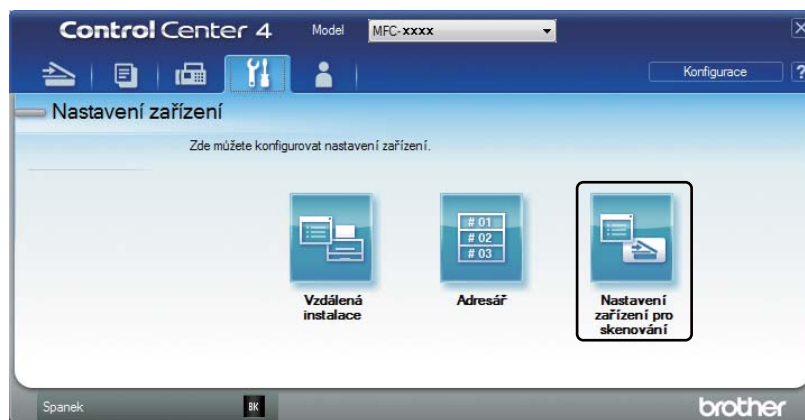 Control Center 4 Model MFC-xxxx
Konfigurace ?
Nastavení zařízení
Zde můžete konfigurovat nastavení zařízení.
# 01
# 02
# 03
Vzdálená
instalace
Adresář
Nastavení
zařízení pro
skenování
Spanek BK brother